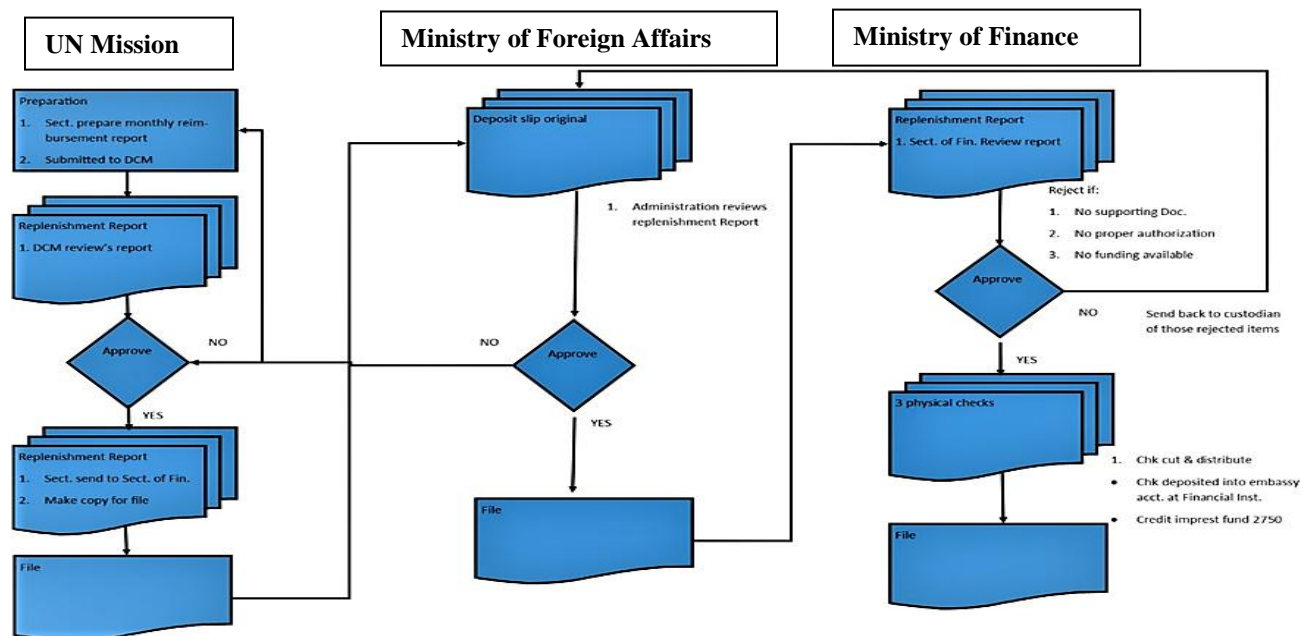 UN Mission
Ministry of Foreign Affairs
Ministry of Finance
Preparation
1. Sect. prepare monthly reim-
bursement report
2. Submitted to DCM
Replenishment Report
1. DCM review's report
Approve
NO
YES
Replenishment Report
1. Sect. send to Sect. of Fin.
2. Make copy for file
File
Deposit slip original
1. Administration reviews
replenishment Report
NO
Approve
YES
File
Replenishment Report
1. Sect. of Fin. Review report
Reject if:
1. No supporting Doc.
2. No proper authorization
3. No funding available
Approve
NO
Send back to custodian
of those rejected items
YES
3 physical checks
1. Chk cut & distribute
• Chk deposited into embassy
acct. at Financial Inst.
• Credit imprest fund 2750
File